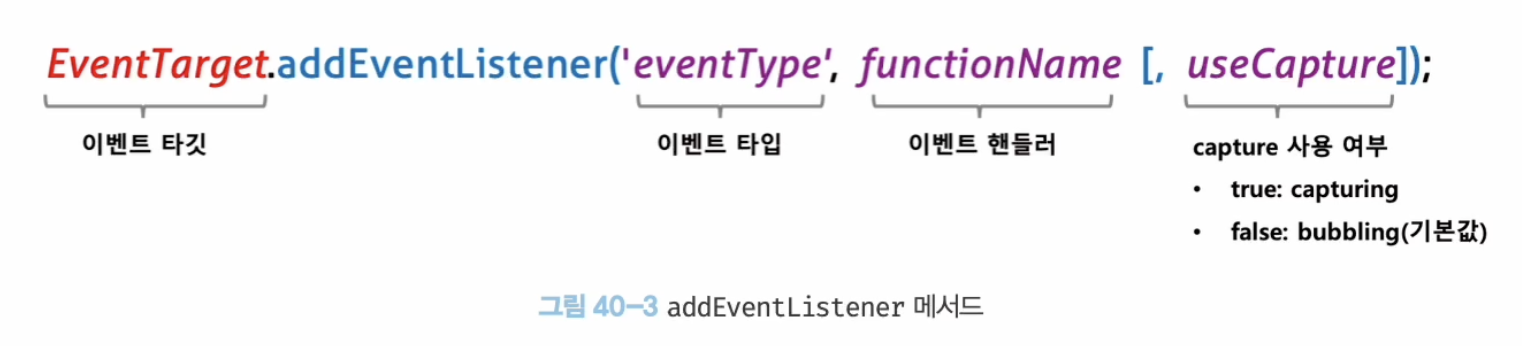 EventTarget.addEventListener('eventType', functionName [, useCapture]);
이벤트 타깃 이벤트 타입 이벤트 핸들러 capture 사용 여부
• true: capturing
• false: bubbling(기본값)
그림 40-3 addEventListener 메서드